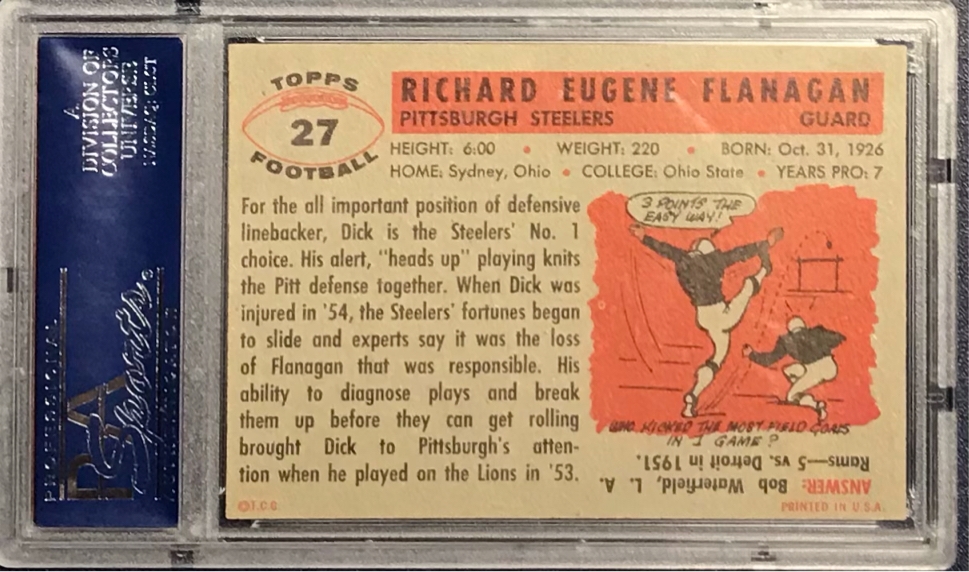 A
DIVISION OF
COLLECTORS
UNIVERSE
NASDAQ: CLCT
PROFESSIONAL
PSA
TOPPS
27
FOOTBALL
RICHARD EUGENE FLANAGAN
PITTSBURGH STEELERS GUARD
HEIGHT: 6:00 • WEIGHT: 220 • BORN: Oct. 31, 1926
HOME: Sydney, Ohio • COLLEGE: Ohio State • YEARS PRO: 7
For the all important position of defensive
linebacker, Dick is the Steelers' No. 1
choice. His alert, "heads up" playing knits
the Pitt defense together. When Dick was
injured in '54, the Steelers' fortunes began
to slide and experts say it was the loss
of Flanagan that was responsible. His
ability to diagnose plays and break
them up before they can get rolling
brought Dick to Pittsburgh's atten-
tion when he played on the Lions in '53.
©T.C.G.
3 POINTS THE
EASY WAY!
WHO KICKED THE MOST FIELD GOALS
IN 1 GAME?
ANSWER: Bob Waterfield, L. A.
Rams—5 vs. Detroit in 1951.
PRINTED IN U.S.A.